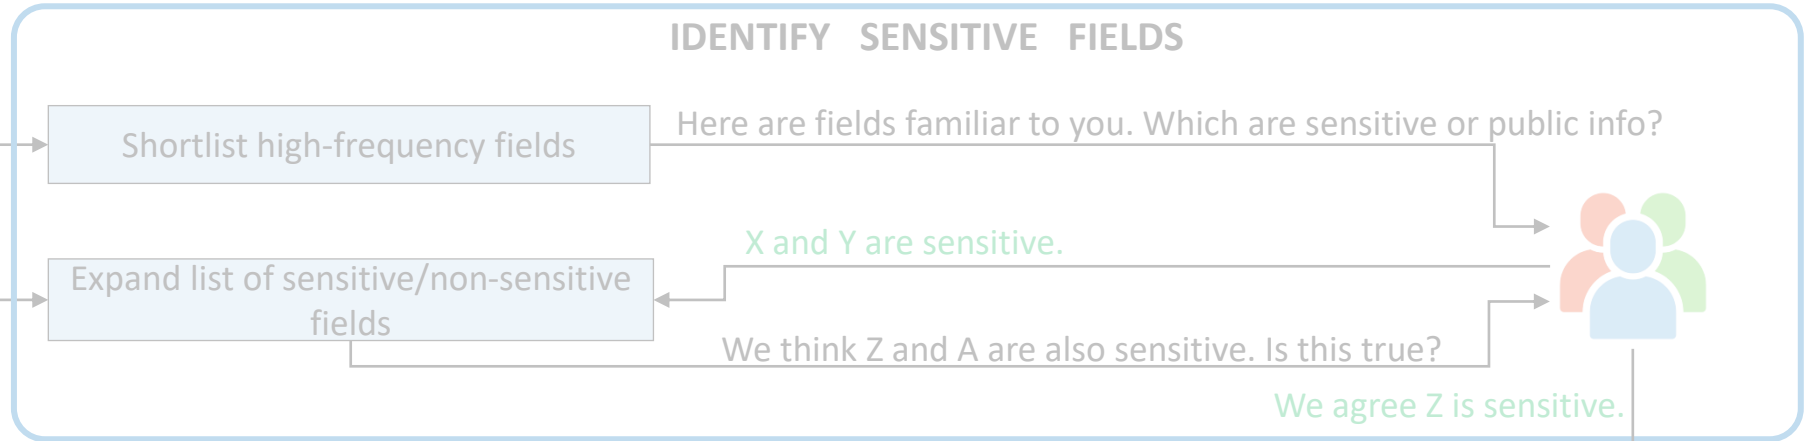 IDENTIFY SENSITIVE FIELDS
Shortlist high-frequency fields
Here are fields familiar to you. Which are sensitive or public info?
X and Y are sensitive.
Expand list of sensitive/non-sensitive
fields
We think Z and A are also sensitive. Is this true?
We agree Z is sensitive.